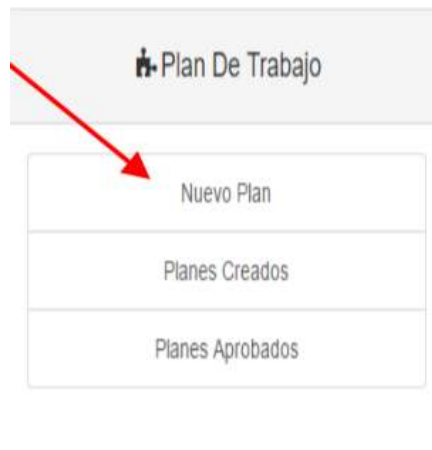 Plan De Trabajo
Nuevo Plan
Planes Creados
Planes Aprobados